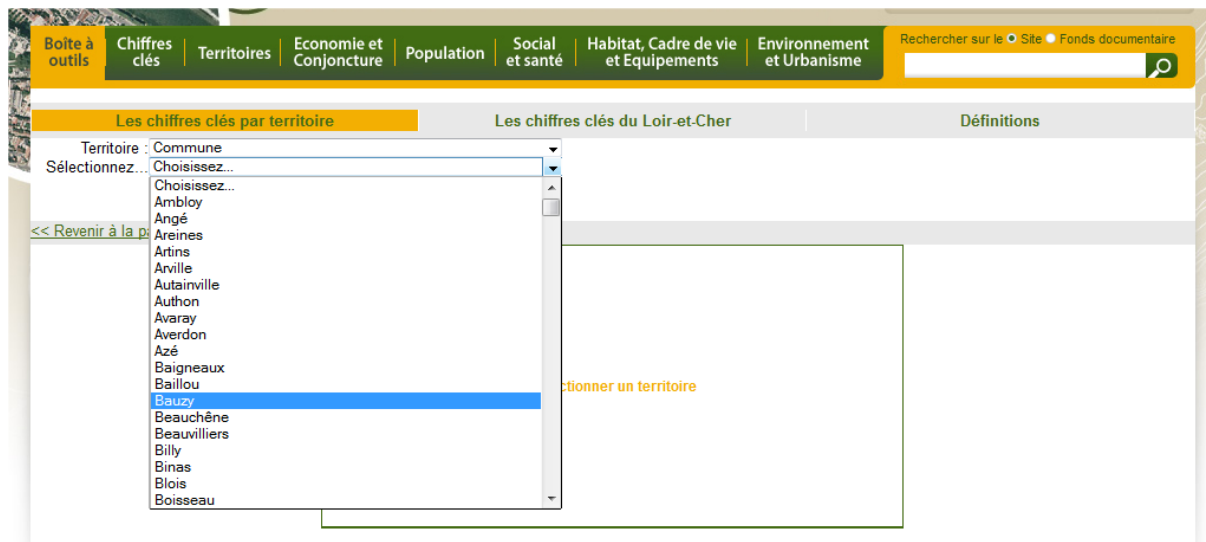 Boîte à outils
Chiffres clés
Territoires
Economie et Conjoncture
Population
Social et santé
Habitat, Cadre de vie et Equipements
Environnement et Urbanisme
Rechercher sur le Site Fonds documentaire
Les chiffres clés par territoire
Les chiffres clés du Loir-et-Cher
Définitions
Territoire : Commune
Sélectionnez... Choisissez...
Choisissez...
Ambloy
Angé
Areines
Artins
Arville
Autainville
Authon
Avaray
Averdon
Azé
Baigneaux
Baillou
Bauzy
Beauchêne
Beauvilliers
Billy
Binas
Blois
Boisseau
<< Revenir à la
un territoire